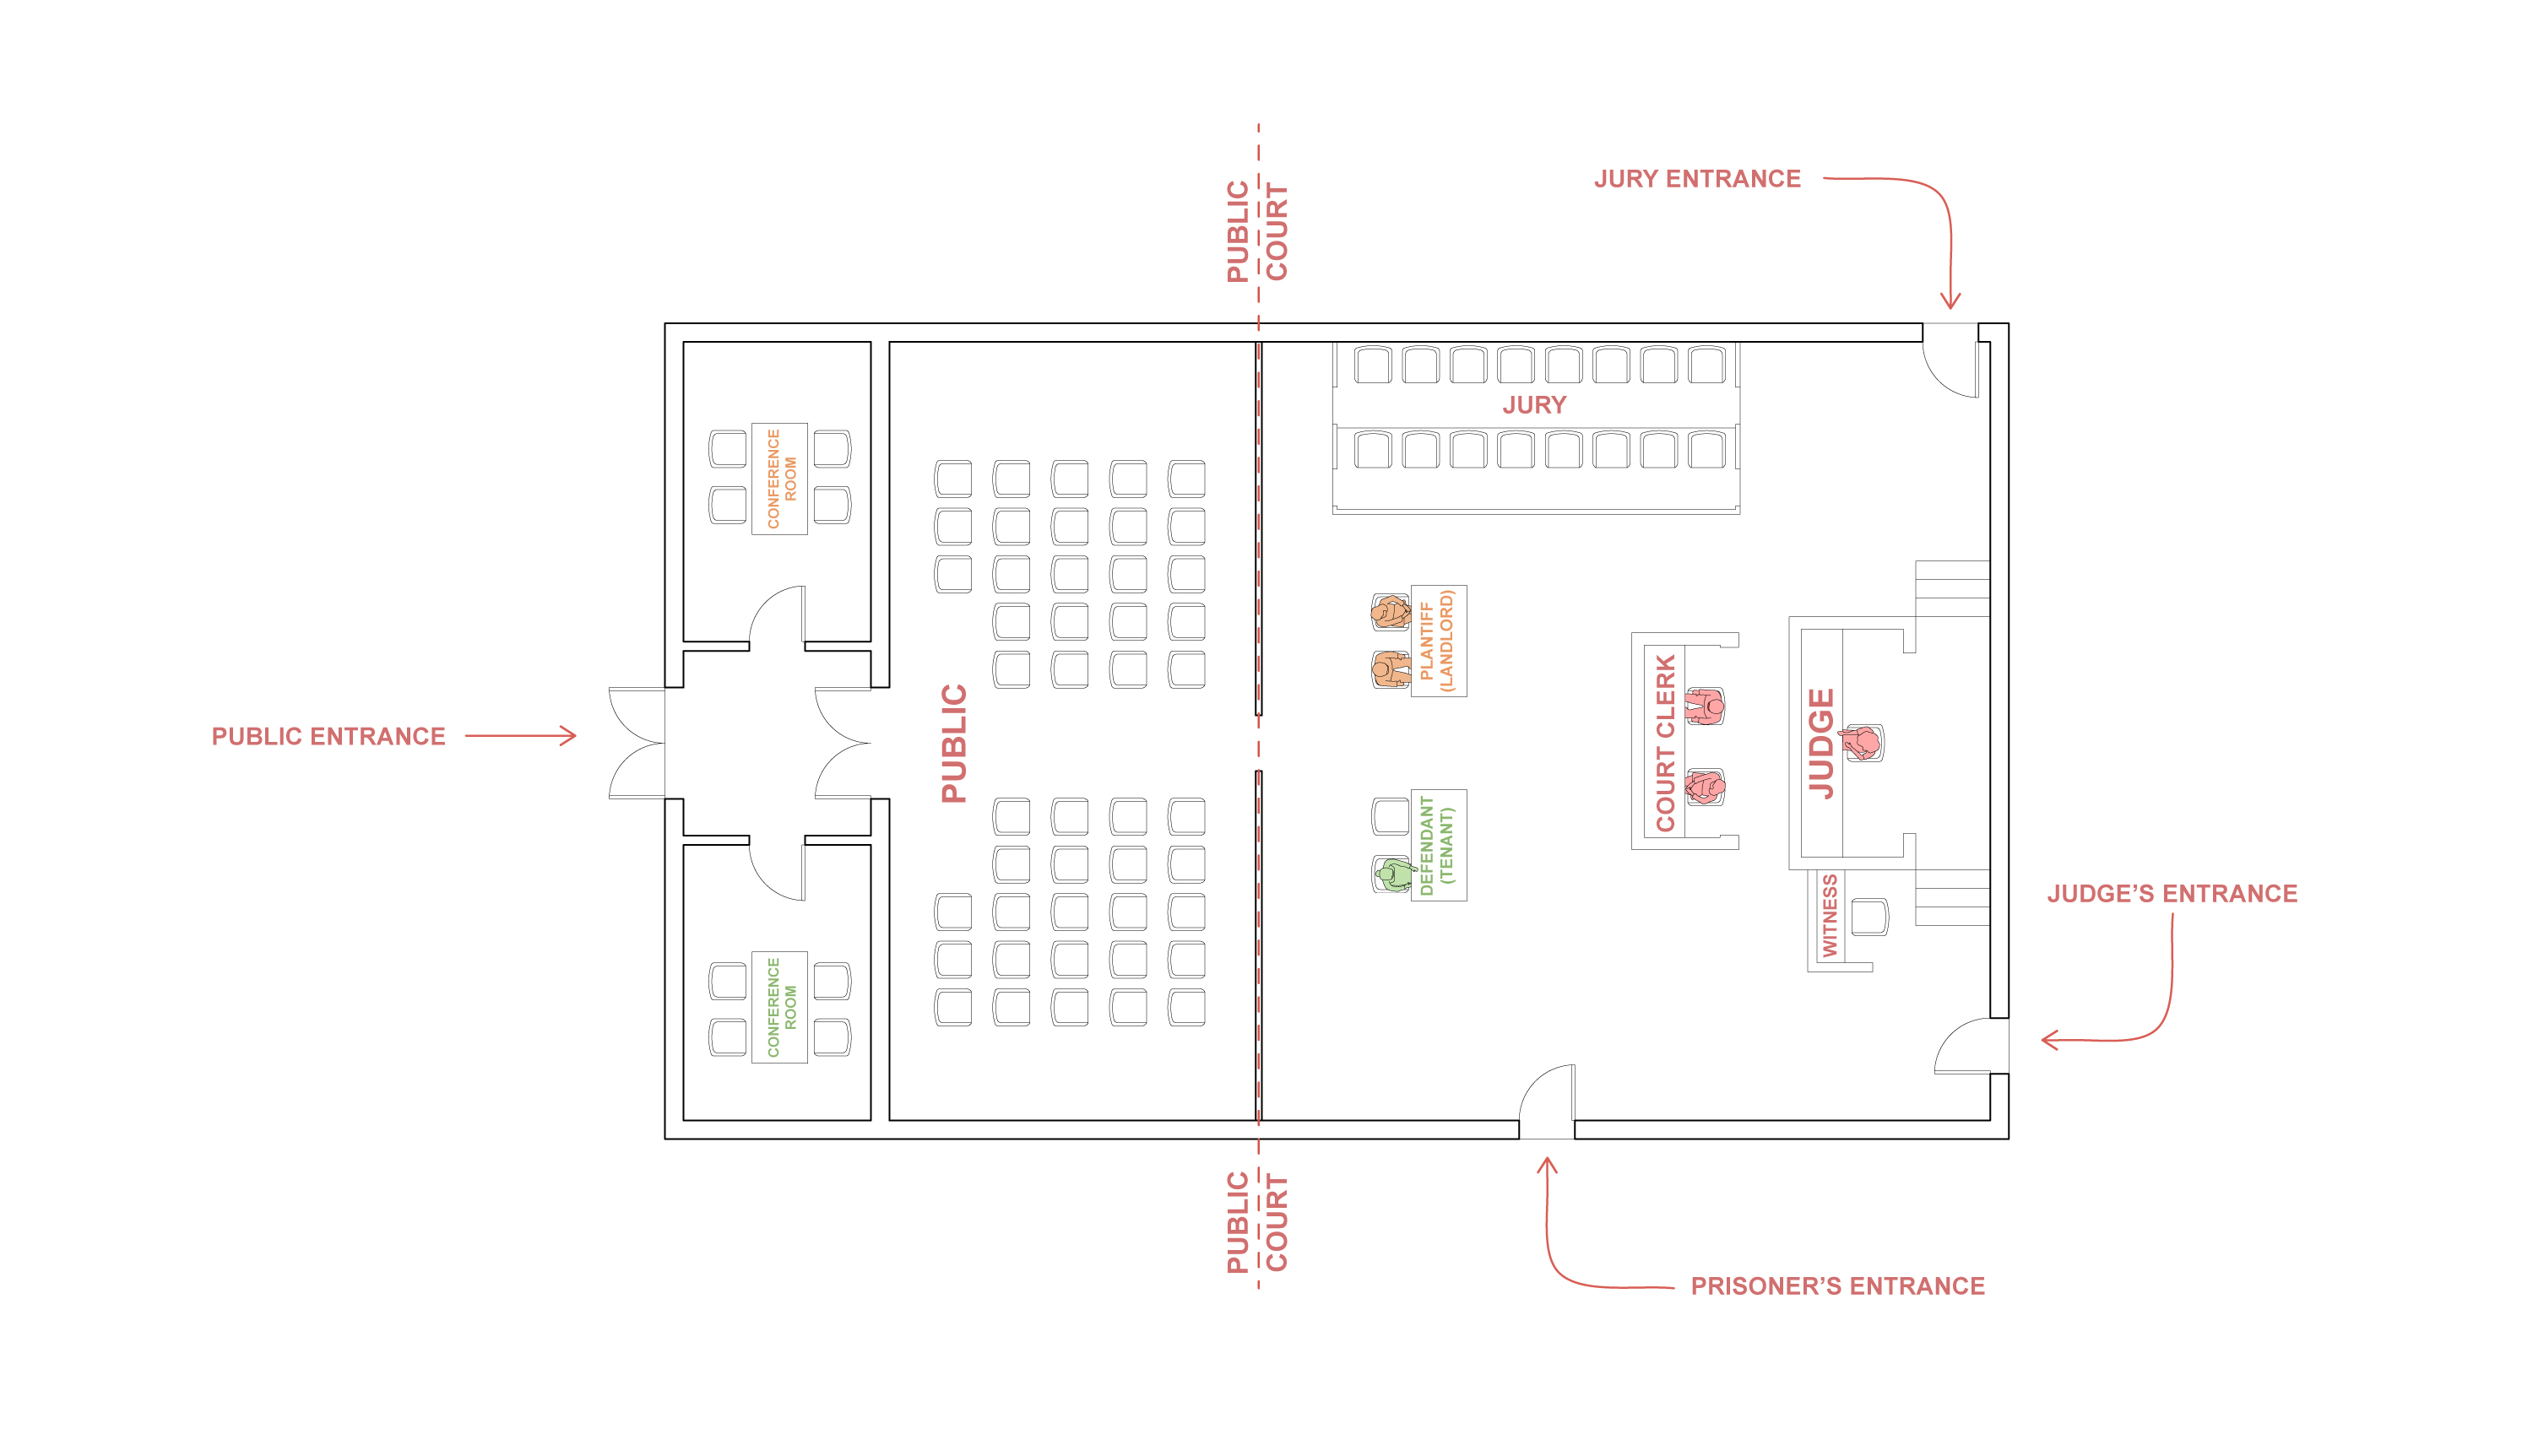 JURY ENTRANCE
PUBLIC
COURT
JURY
CONFERENCE
ROOM
PLANTIFF
(LANDLORD)
PUBLIC ENTRANCE
PUBLIC
COURT CLERK
JUDGE
DEFENDANT
(TENANT)
WITNESS
JUDGE’S ENTRANCE
CONFERENCE
ROOM
PUBLIC
COURT
PRISONER’S ENTRANCE